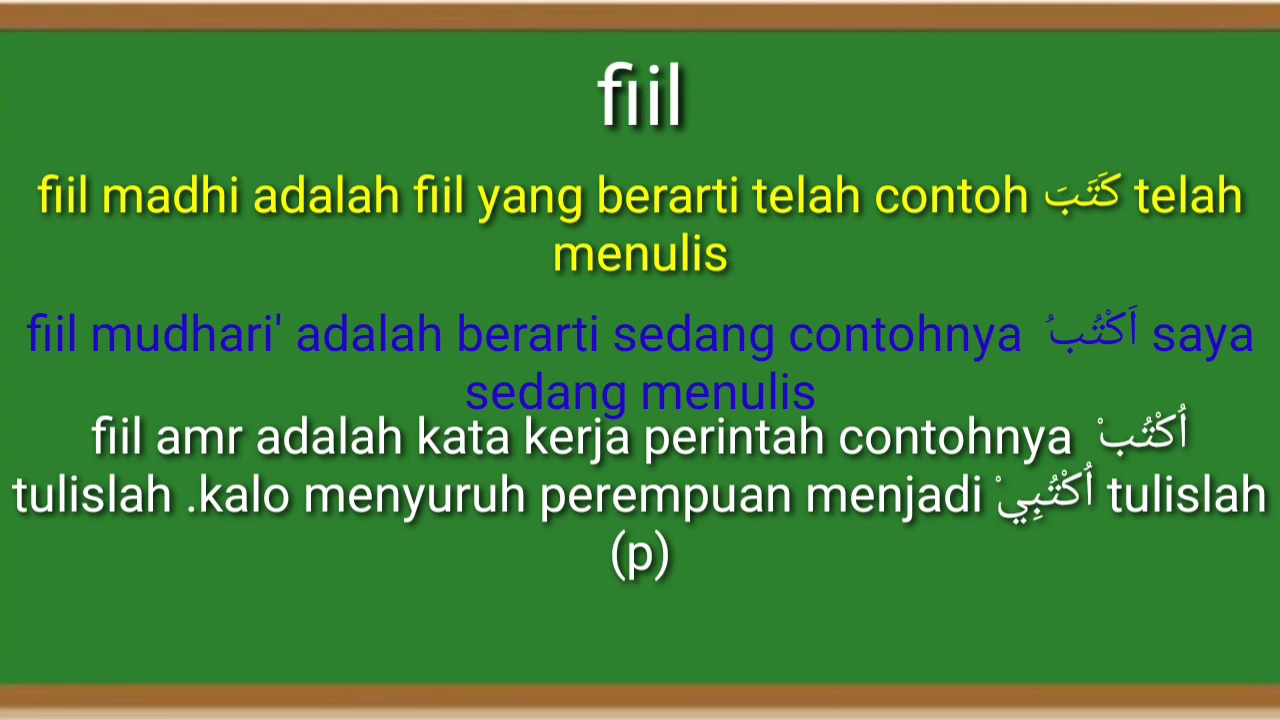 fiil
fiil madhi adalah fiil yang berarti telah contoh كَتَبَ telah
menulis
fiil mudhari' adalah berarti sedang contohnya اَكْتُبُ saya
sedang menulis
fiil amr adalah kata kerja perintah contohnya اُكْتُبْ
tulislah .kalo menyuruh perempuan menjadi اُكْتُبِيْ tulislah
(p)